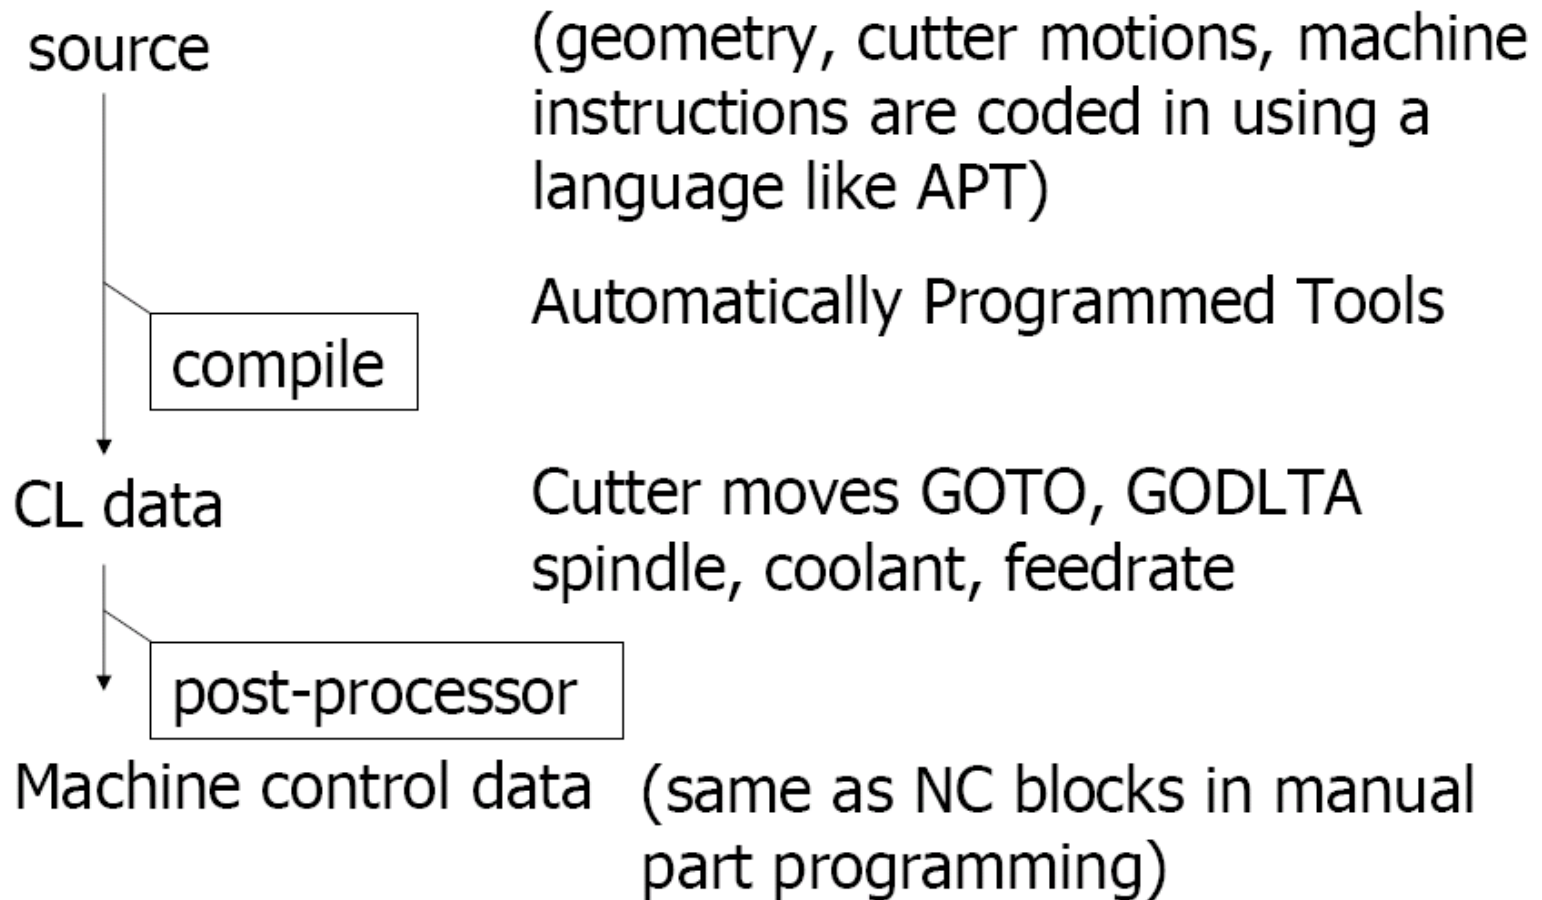 source
(geometry, cutter motions, machine
instructions are coded in using a
language like APT)
Automatically Programmed Tools
compile
CL data
Cutter moves GOTO, GODLTA
spindle, coolant, feedrate
post-processor
Machine control data
(same as NC blocks in manual
part programming)